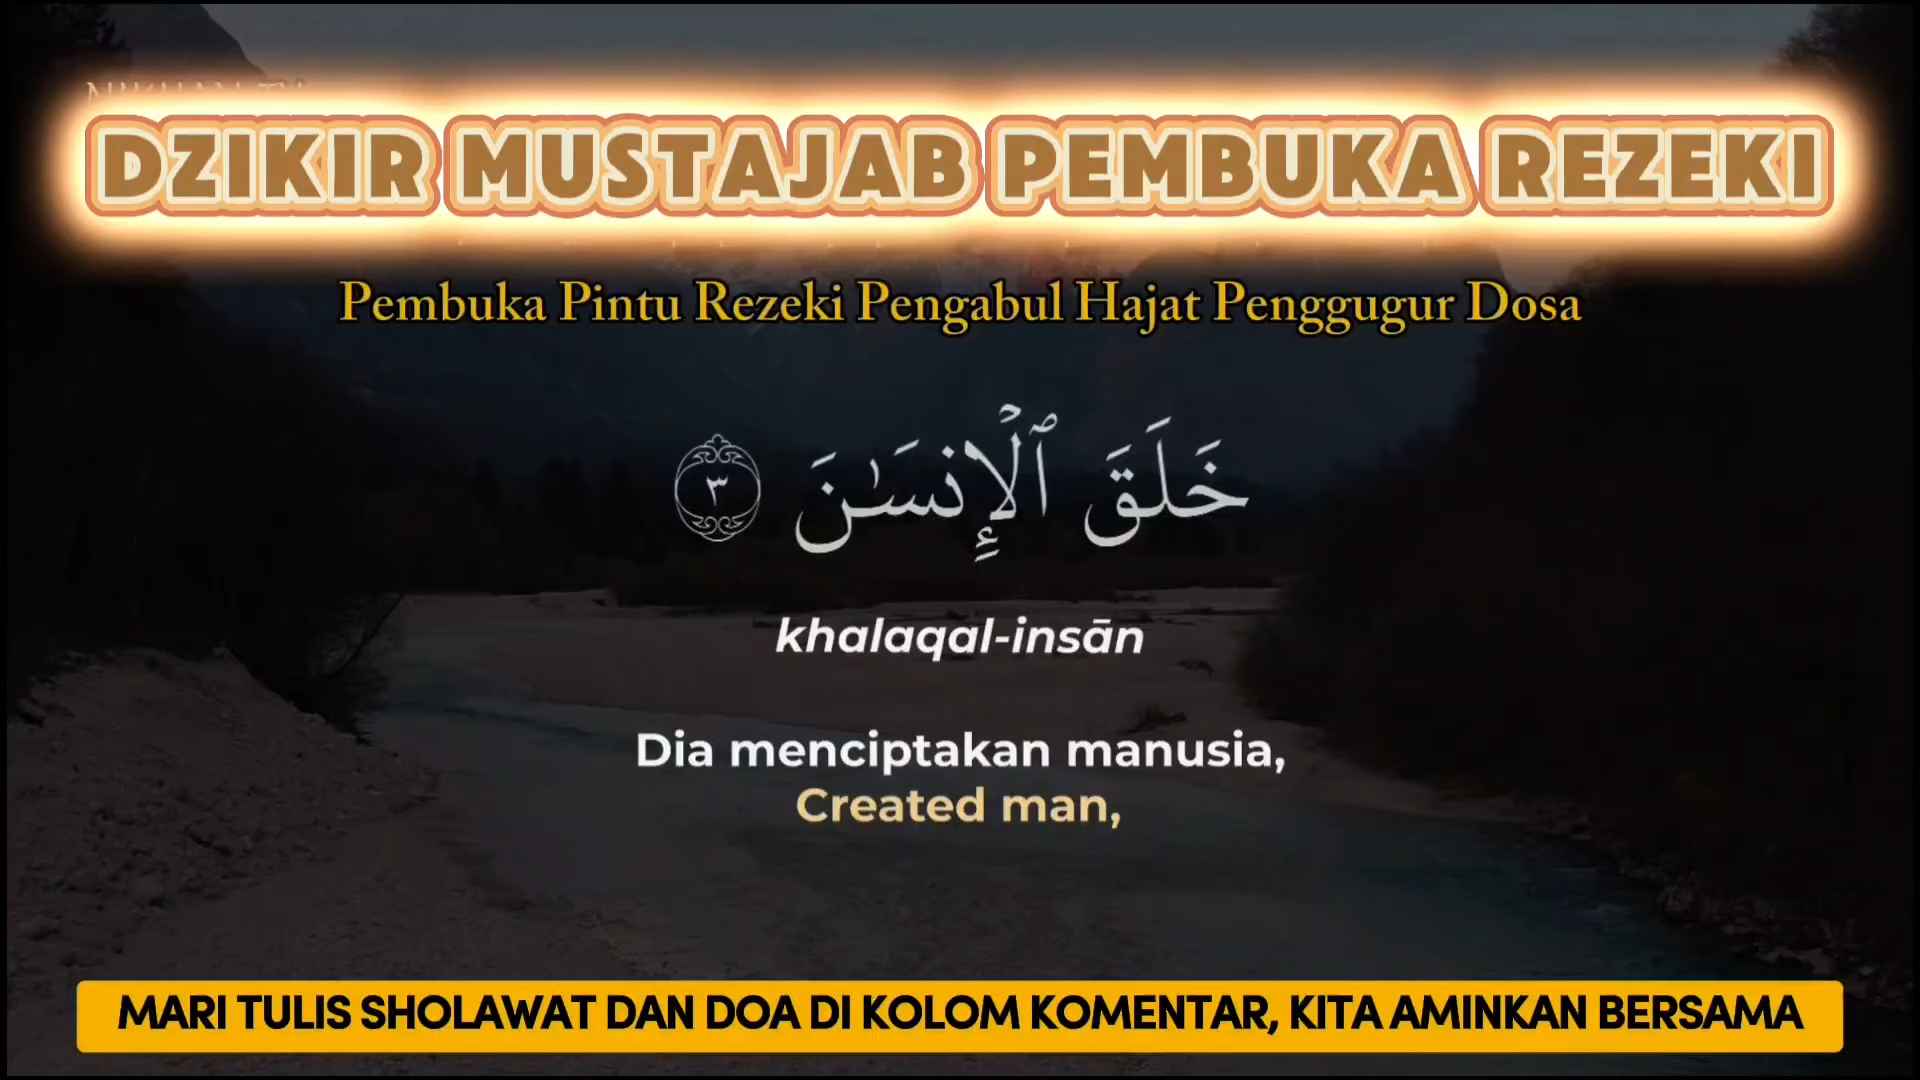 DZIKIR MUSTAJAB PEMBUKA REZEKI
Pembuka Pintu Rezeki Pengabul Hajat Penggugur Dosa
خَلَقَ ٱلْإِنسَـٰنَ ٣
khalaqal-insān
Dia menciptakan manusia,
Created man,
MARI TULIS SHOLAWAT DAN DOA DI KOLOM KOMENTAR, KITA AMINKAN BERSAMA